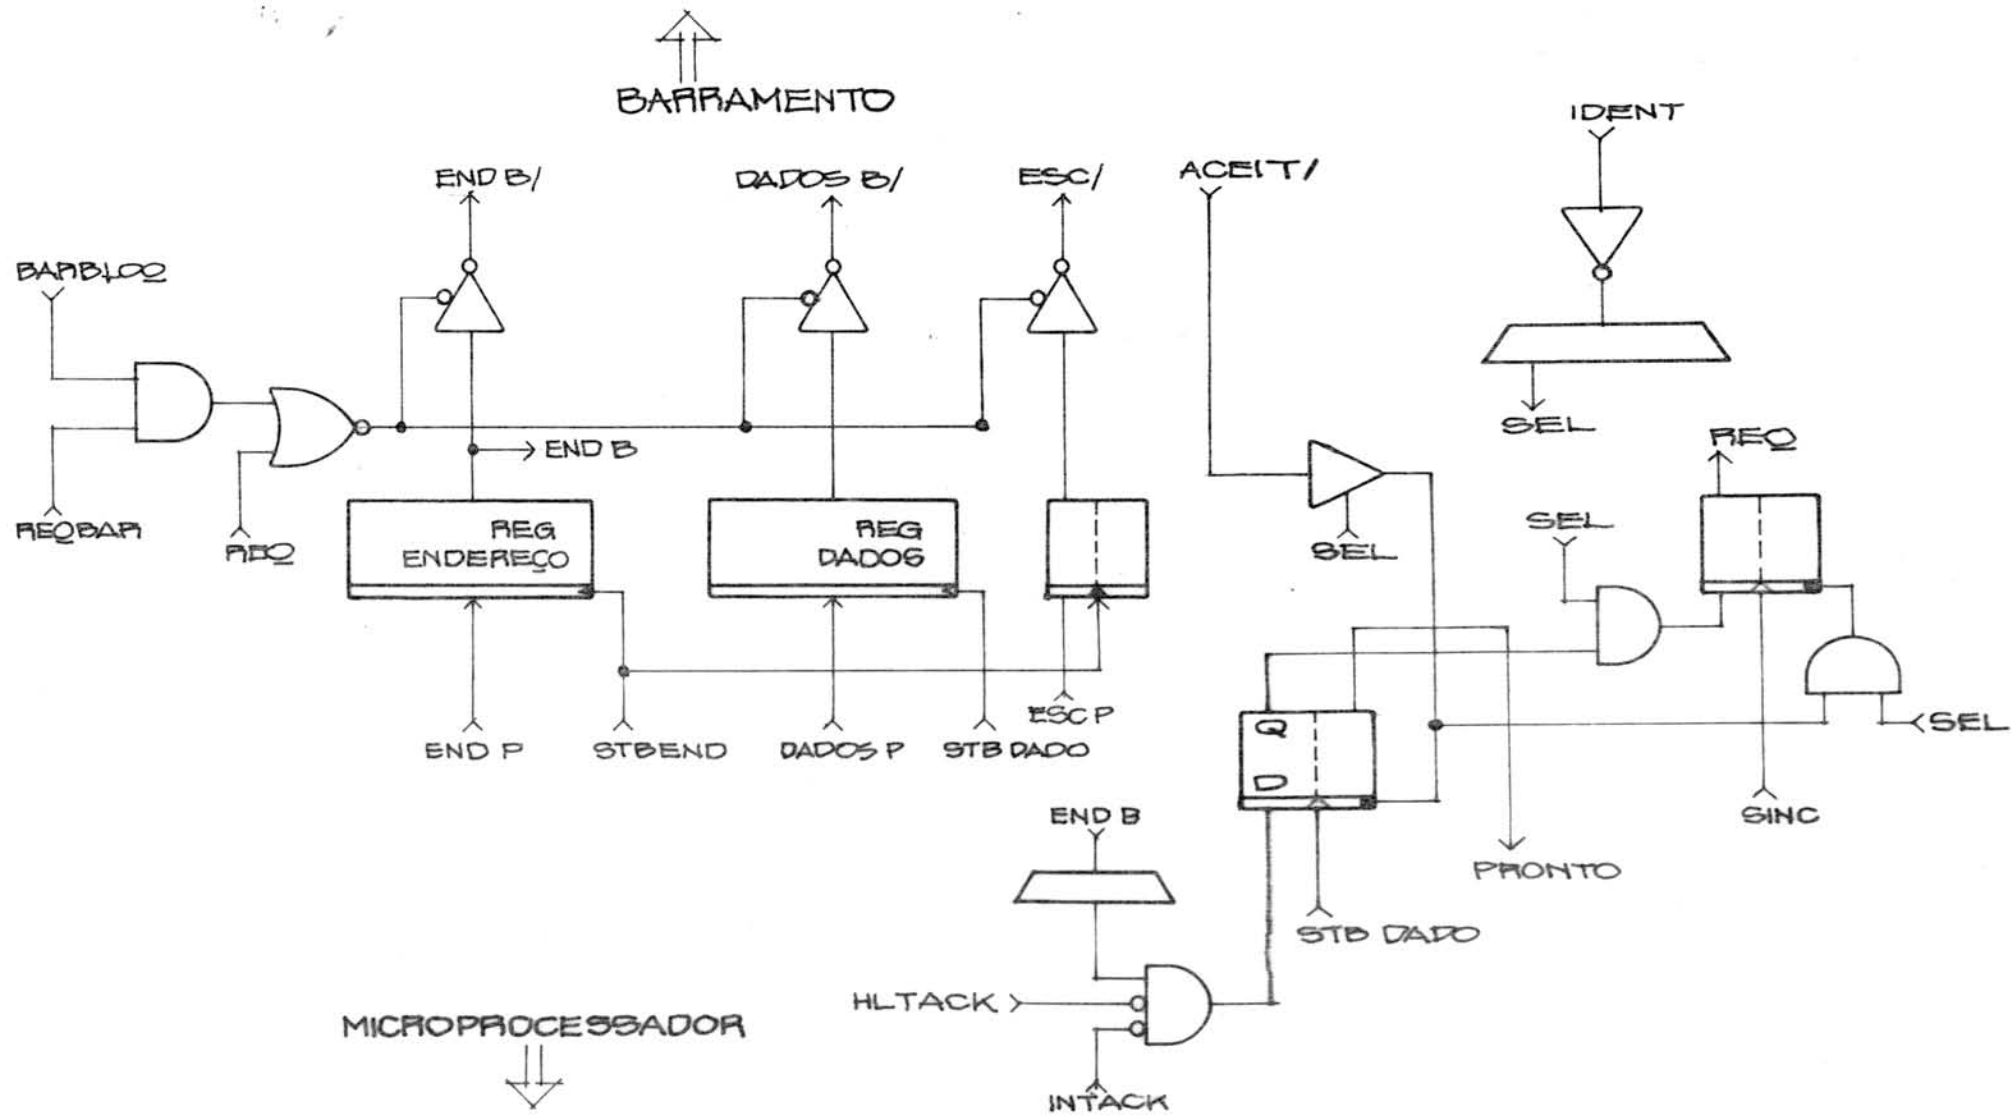 BARRAMENTO
IDENT
END B/
DADOS B/
ESC/
ACEIT/
BARBLOQ
SEL
REQ
END B
REQBAR
REQ
REG
ENDEREÇO
REG
DADOS
SEL
SEL
ESC P
END P
STBEND
DADOS P
STB DADO
Q
D
SEL
SINC
END B
PRONTO
STB DADO
HLTACK
MICROPROCESSADOR
INTACK